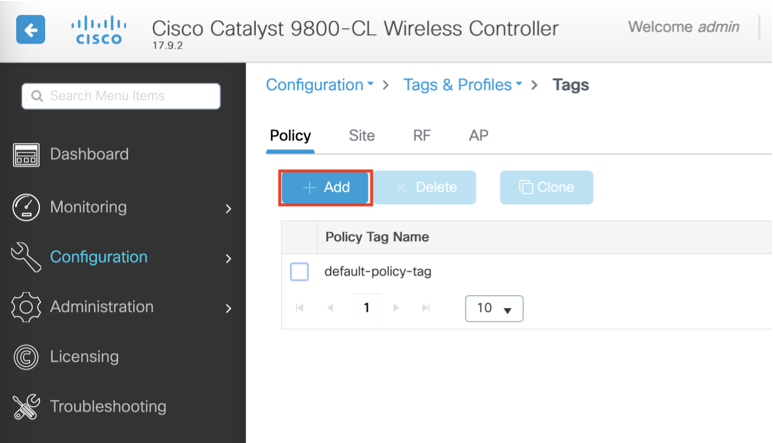 CISCO
Cisco Catalyst 9800-CL Wireless Controller
17.9.2
Welcome admin
Search Menu Items
Dashboard
Monitoring
Configuration
Administration
Licensing
Troubleshooting
Configuration > Tags & Profiles > Tags
Policy Site RF AP
+ Add × Delete Clone
Policy Tag Name
default-policy-tag
1 10